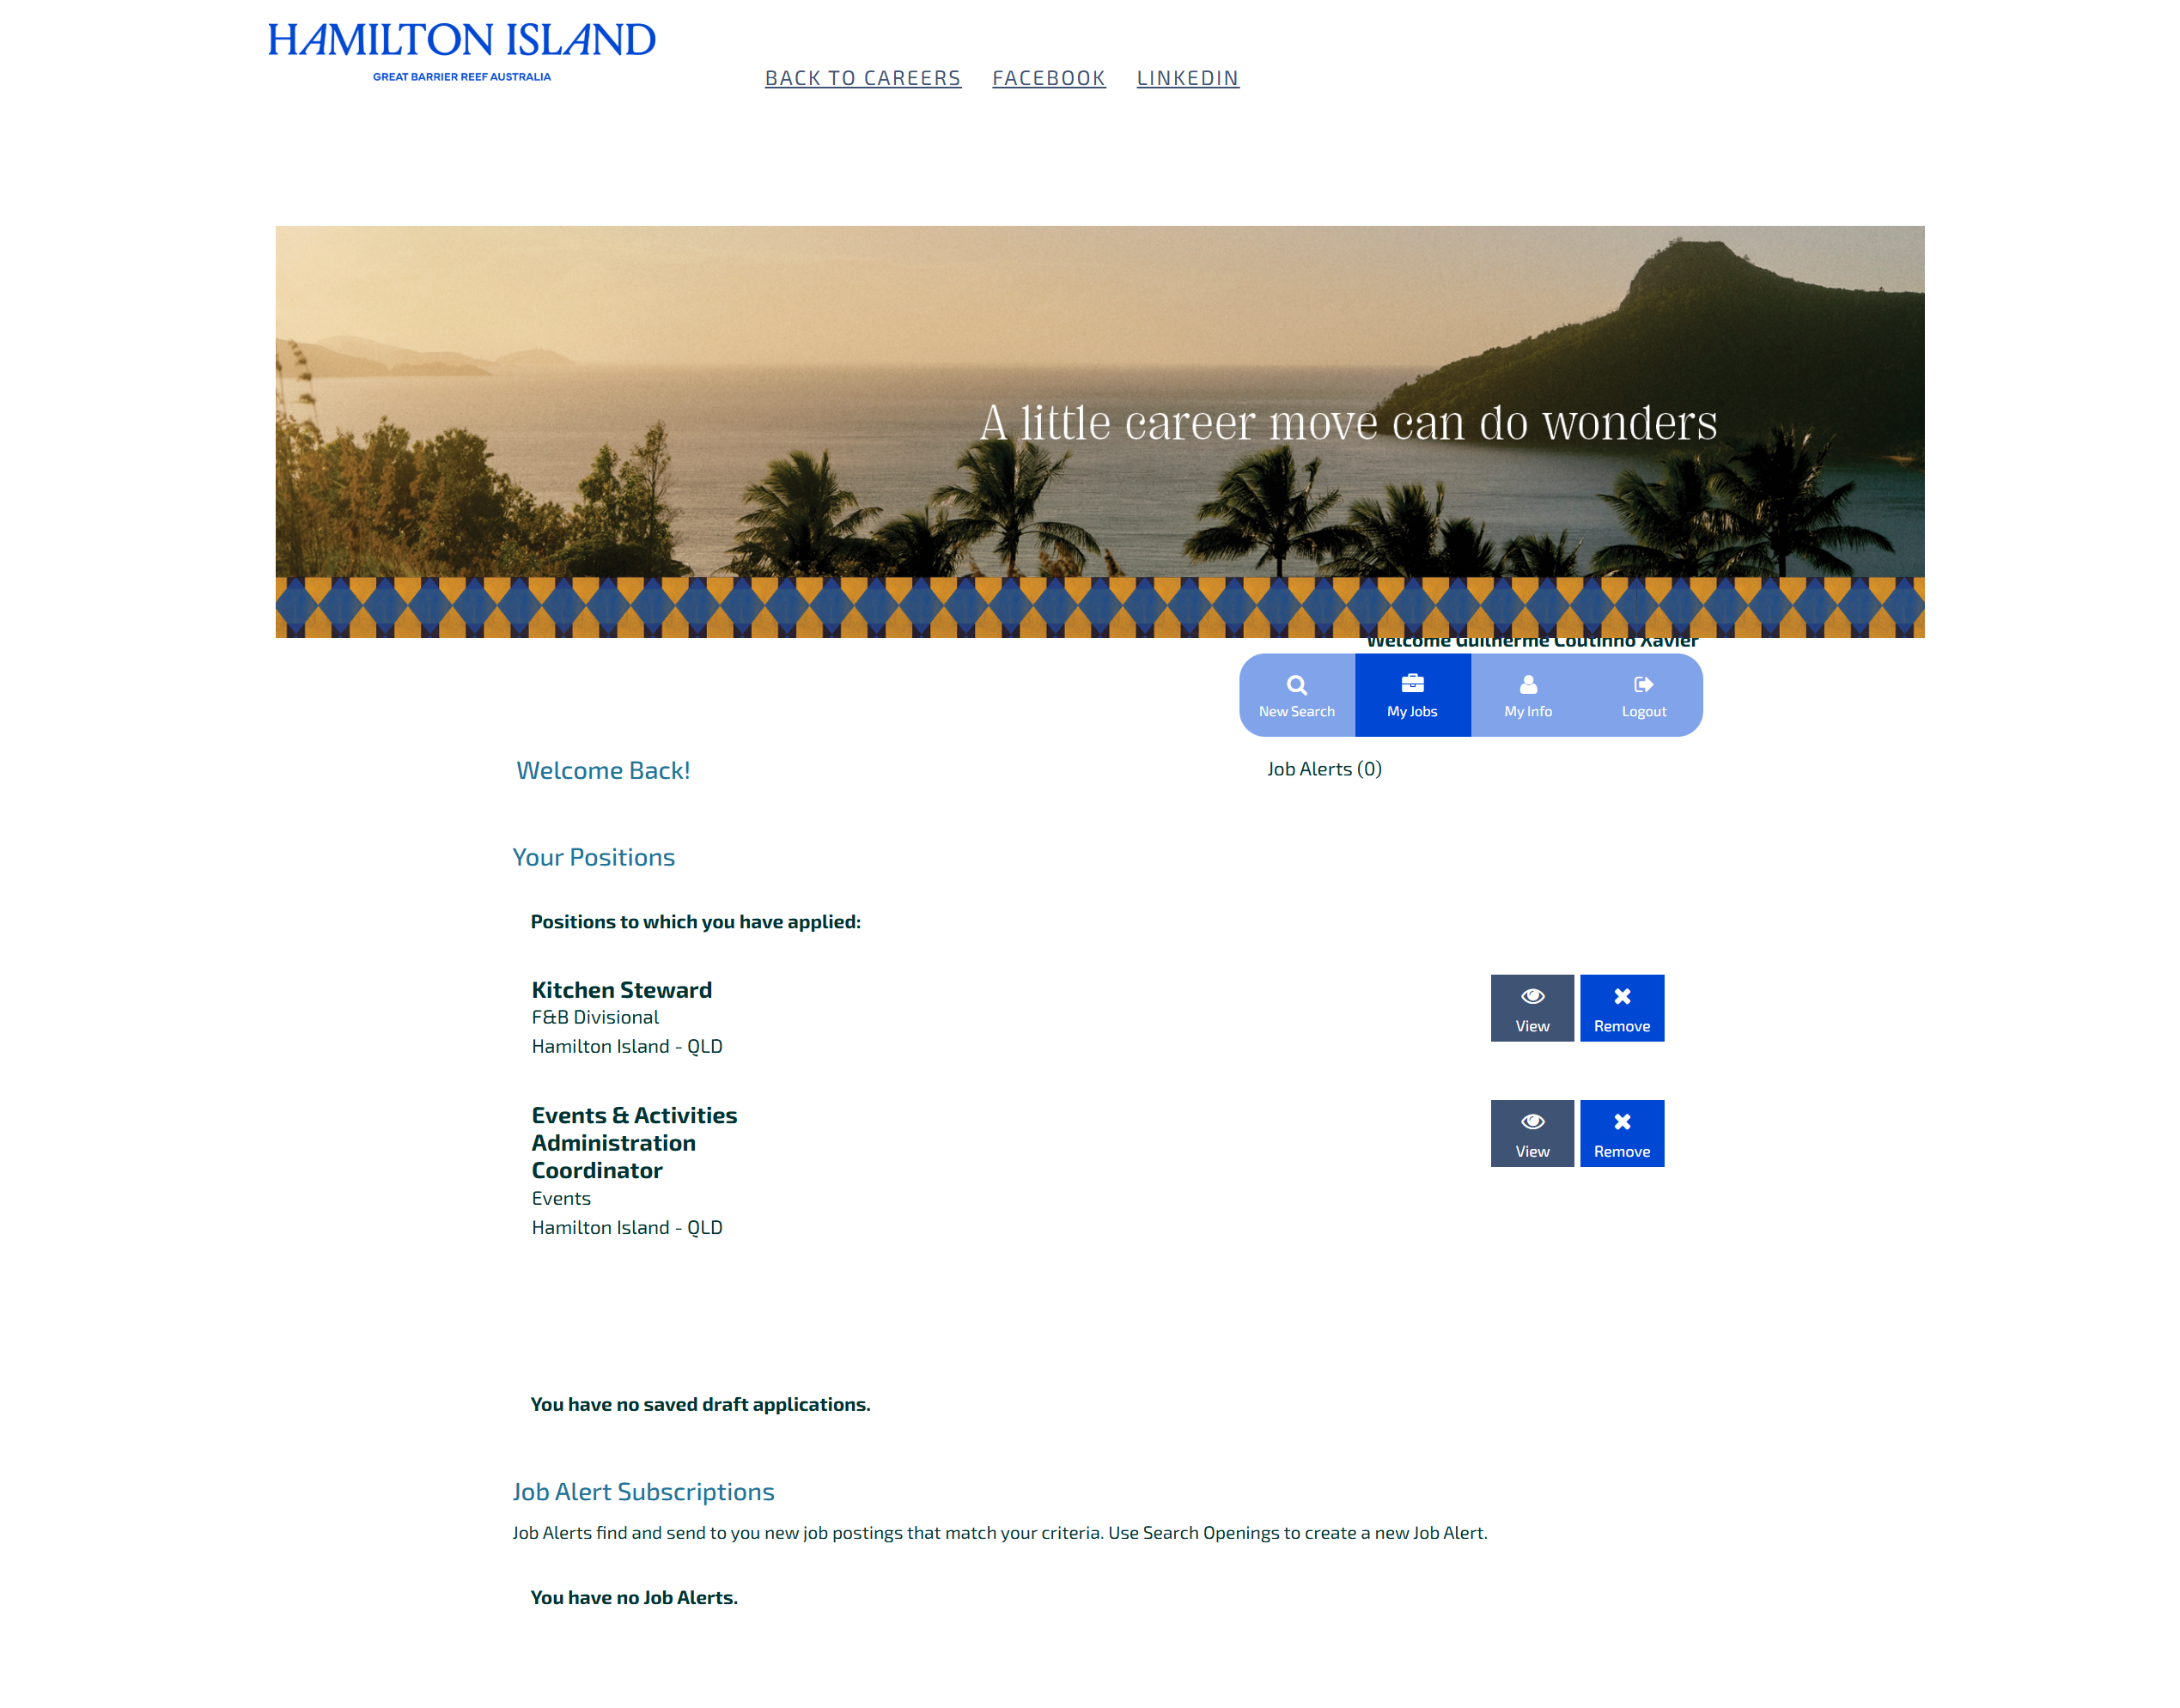 HAMILTON ISLAND
GREAT BARRIER REEF AUSTRALIA
BACK TO CAREERS FACEBOOK LINKEDIN
A little career move can do wonders
Welcome Guilherme Coutinho Xavier
New Search My Jobs My Info Logout
Welcome Back!
Job Alerts (0)
Your Positions
Positions to which you have applied:
Kitchen Steward
F&B Divisional
Hamilton Island - QLD
View Remove
Events & Activities
Administration
Coordinator
Events
Hamilton Island - QLD
View Remove
You have no saved draft applications.
Job Alert Subscriptions
Job Alerts find and send to you new job postings that match your criteria. Use Search Openings to create a new Job Alert.
You have no Job Alerts.